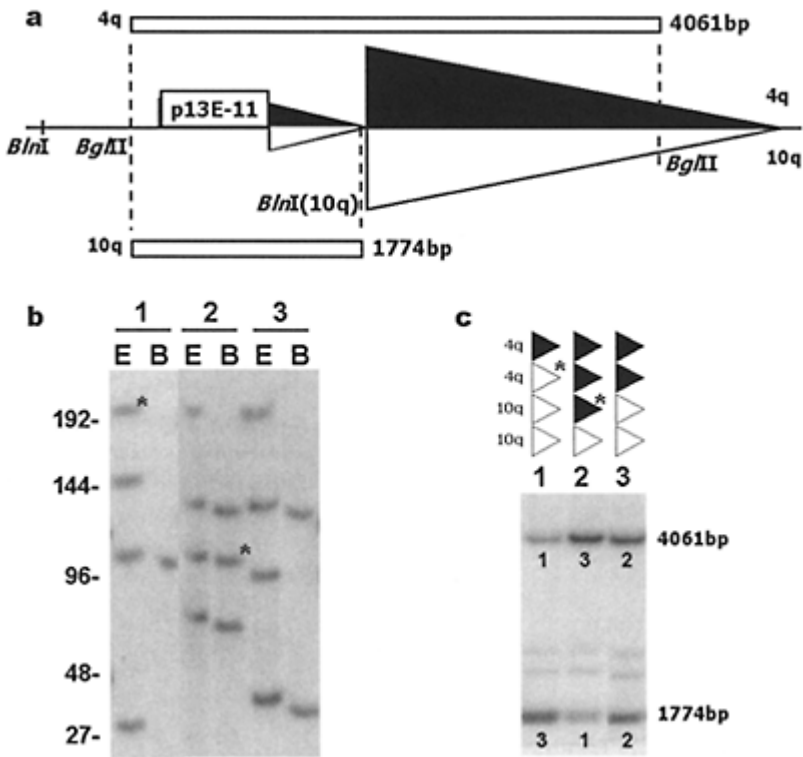 a
4q
4061bp
p13E-11
4q
BlnI
BglII
10q
BglII
BlnI(10q)
10q
1774bp
b
1
2
3
E
B
E
B
E
B
*
192-
144-
*
96-
48-
27-
c
4q
4q
*
10q
*
10q
1
2
3
4061bp
1
3
2
1774bp
3
1
2